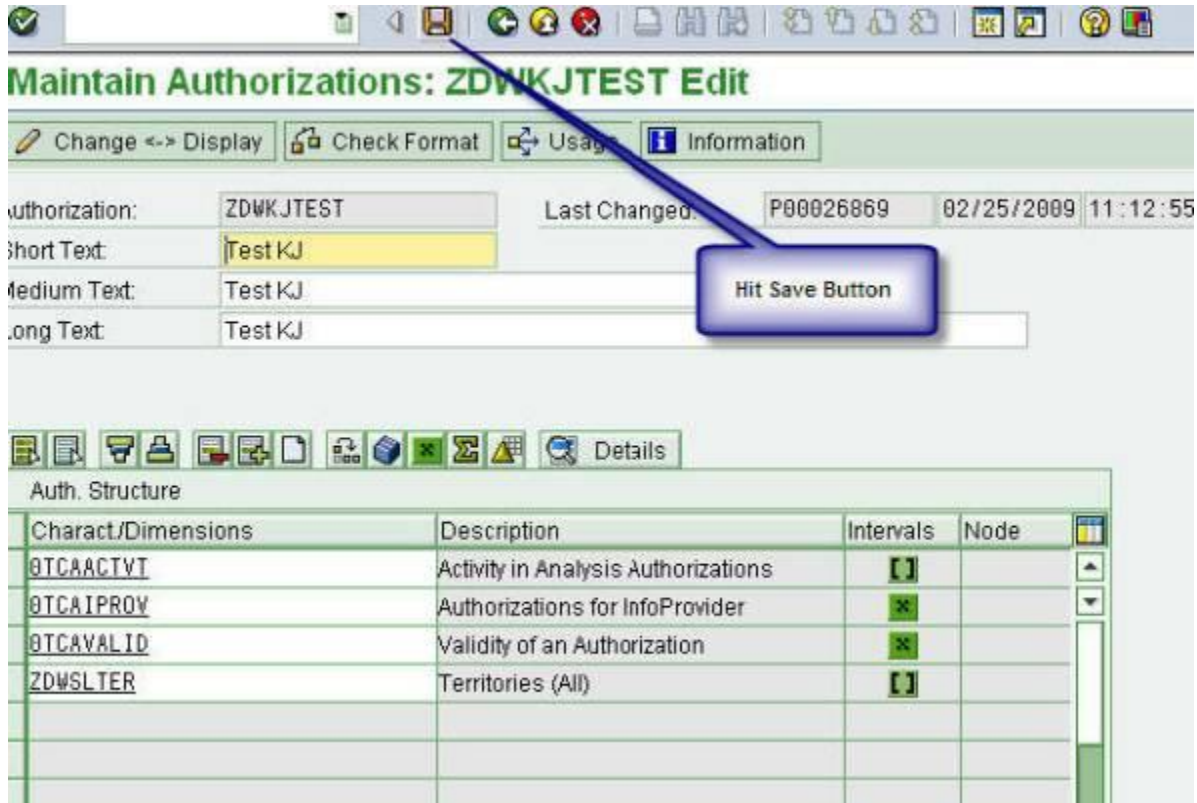 Maintain Authorizations: ZDWKJTEST Edit
Change <-> Display Check Format Usage Information
Authorization: ZDWKJTEST Last Changed: P00026869 02/25/2009 11:12:55
Short Text: Test KJ
Medium Text: Test KJ
Long Text: Test KJ
Hit Save Button
Details
Auth. Structure
Charact./Dimensions Description Intervals Node
0TCAACTVT Activity in Analysis Authorizations [ ]
0TCAIPROV Authorizations for InfoProvider
0TCAVALID Validity of an Authorization
ZDWSLTER Territories (All) [ ]